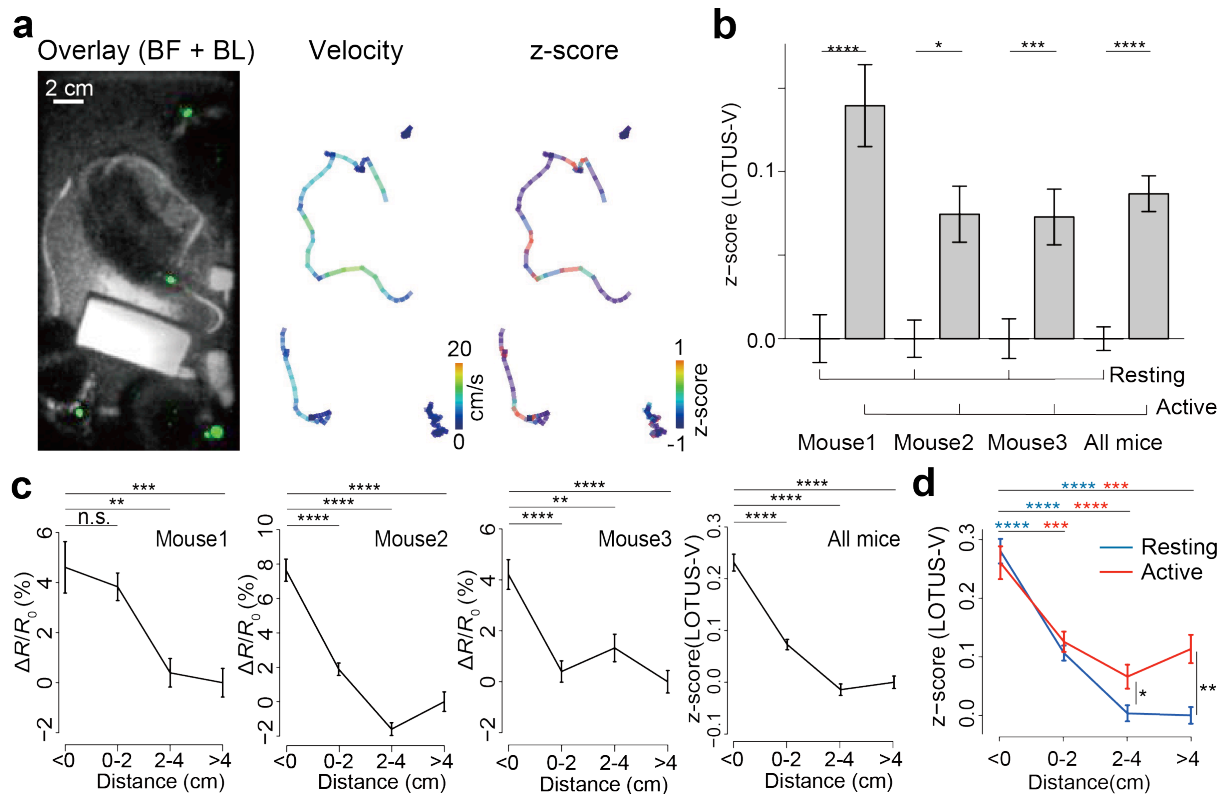 a
Overlay (BF + BL)
Velocity
z-score
2 cm
20
cm/s
0
1
z-score
-1
b
****
*
***
****
z-score (LOTUS-V)
0.1
0.0
Resting
Active
Mouse1
Mouse2
Mouse3
All mice
c
***
**
n.s.
Mouse1
ΔR/R0 (%)
6
4
2
0
-2
<0
0-2
2-4
>4
Distance (cm)
****
****
****
Mouse2
ΔR/R0 (%)
10
8
6
4
2
0
-2
<0
0-2
2-4
>4
Distance (cm)
****
**
****
Mouse3
ΔR/R0 (%)
6
4
2
0
-2
<0
0-2
2-4
>4
Distance (cm)
****
****
****
All mice
z-score(LOTUS-V)
0.3
0.2
0.1
0.0
-0.1
<0
0-2
2-4
>4
Distance (cm)
d
**** ***
**** ****
**** ***
Resting
Active
z-score (LOTUS-V)
0.3
0.2
0.1
0.0
*
**
<0
0-2
2-4
>4
Distance(cm)